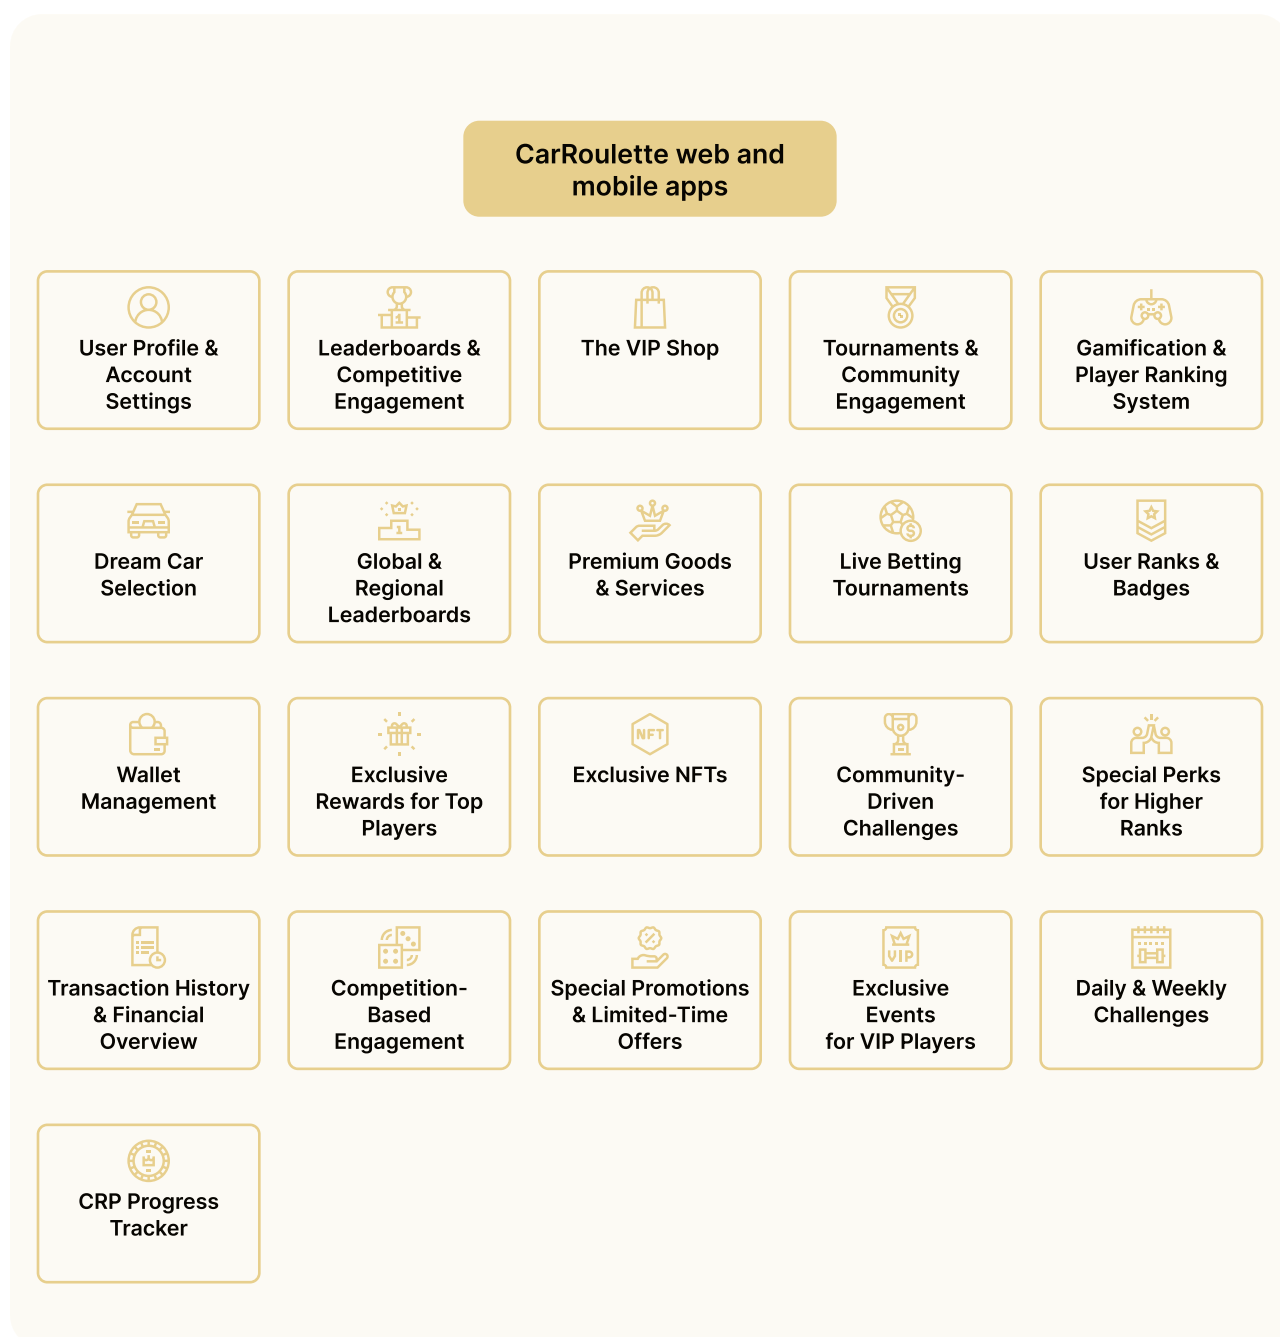 CarRoulette web and
mobile apps
User Profile &
Account
Settings
Leaderboards &
Competitive
Engagement
1
The VIP Shop
Tournaments &
Community
Engagement
Gamification &
Player Ranking
System
Dream Car
Selection
1
Global &
Regional
Leaderboards
Premium Goods
& Services
$
Live Betting
Tournaments
User Ranks &
Badges
Wallet
Management
Exclusive
Rewards for Top
Players
NFT
Exclusive NFTs
Community-
Driven
Challenges
Special Perks
for Higher
Ranks
Transaction History
& Financial
Overview
Competition-
Based
Engagement
Special Promotions
& Limited-Time
Offers
VIP
Exclusive
Events
for VIP Players
Daily & Weekly
Challenges
CRP Progress
Tracker